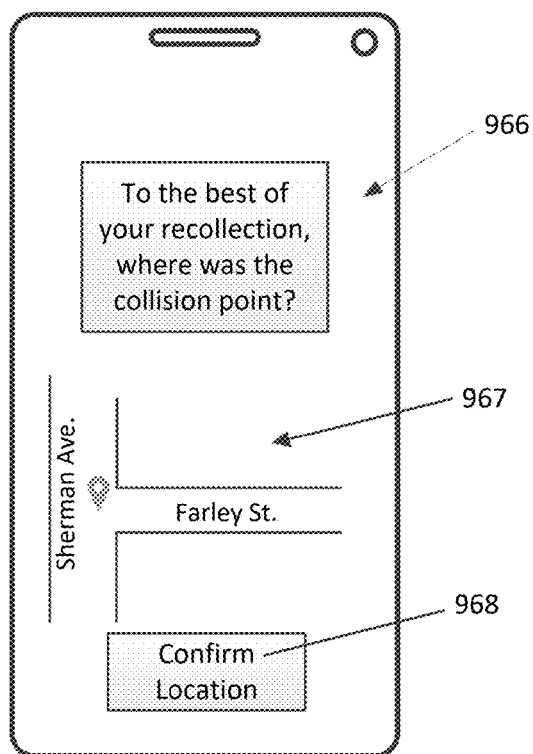 966
To the best of
your recollection,
where was the
collision point?
967
Sherman Ave.
Farley St.
968
Confirm
Location